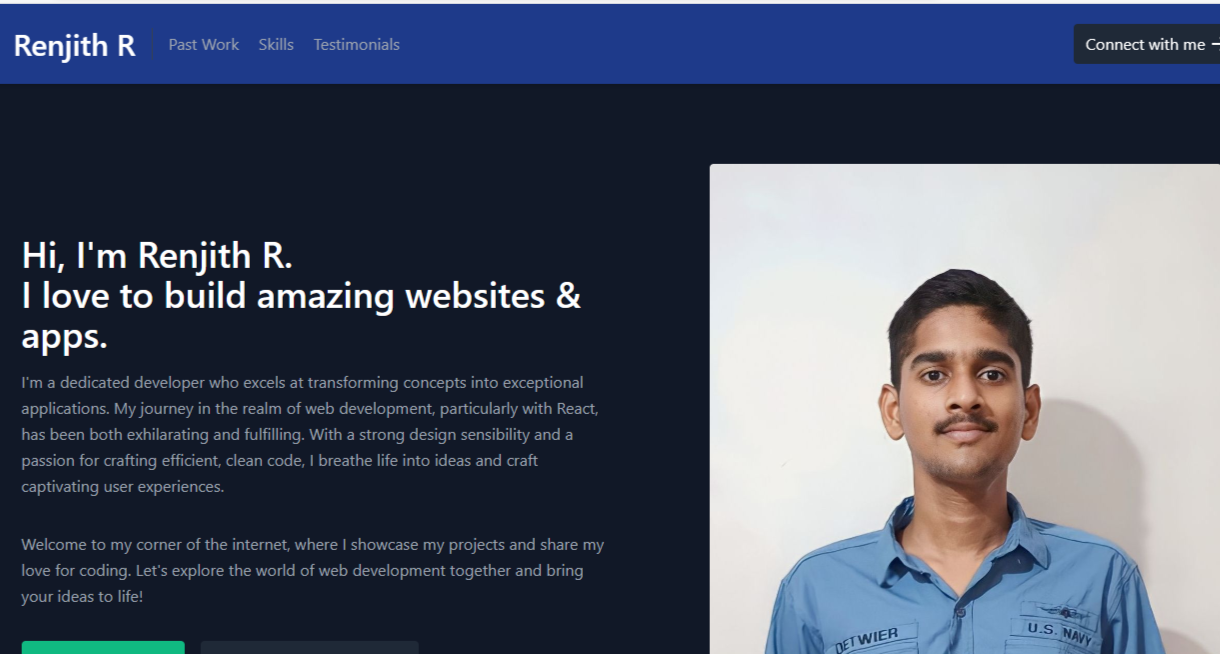 Renjith R
Past Work
Skills
Testimonials
Connect with me
Hi, I'm Renjith R.
I love to build amazing websites &
apps.
I'm a dedicated developer who excels at transforming concepts into exceptional
applications. My journey in the realm of web development, particularly with React,
has been both exhilarating and fulfilling. With a strong design sensibility and a
passion for crafting efficient, clean code, I breathe life into ideas and craft
captivating user experiences.
Welcome to my corner of the internet, where I showcase my projects and share my
love for coding. Let's explore the world of web development together and bring
your ideas to life!
DETWIER
U.S. NAVY